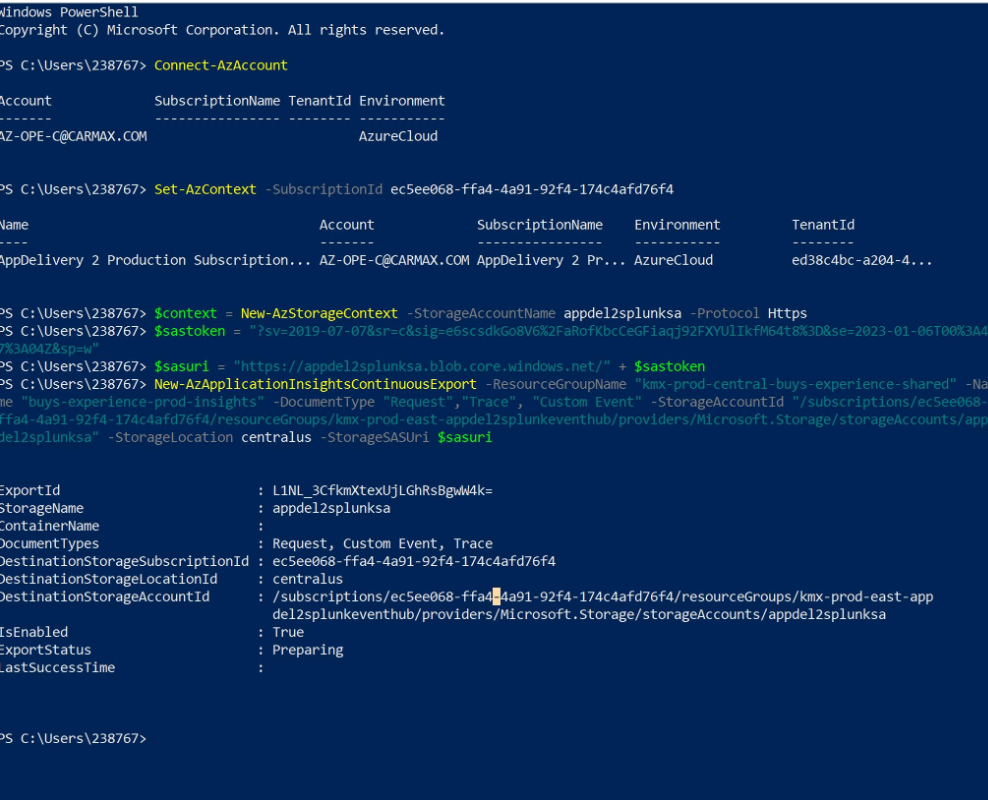 Windows PowerShell
Copyright (C) Microsoft Corporation. All rights reserved.
PS C:\Users\238767> Connect-AzAccount
Account SubscriptionName TenantId Environment
------- ---------------- -------- -----------
AZ-OPE-C@CARMAX.COM AzureCloud
PS C:\Users\238767> Set-AzContext -SubscriptionId ec5ee068-ffa4-4a91-92f4-174c4afd76f4
Name Account SubscriptionName Environment TenantId
---- ------- ---------------- ----------- --------
AppDelivery 2 Production Subscription... AZ-OPE-C@CARMAX.COM AppDelivery 2 Pr... AzureCloud ed38c4bc-a204-4...
PS C:\Users\238767> $context = New-AzStorageContext -StorageAccountName appdel2splunksa -Protocol Https
PS C:\Users\238767> $sastoken = "?sv=2019-07-07&sr=c&sig=e6scsdkGo8V6%2FaRofKbcCeGFiaqj92FXYUlIkfM64t8%3D&se=2023-01-06T00%3A4
7%3A04Z&sp=w"
PS C:\Users\238767> $sasuri = "https://appdel2splunksa.blob.core.windows.net/" + $sastoken
PS C:\Users\238767> New-AzApplicationInsightsContinuousExport -ResourceGroupName "kmx-prod-central-buys-experience-shared" -Na
me "buys-experience-prod-insights" -DocumentType "Request","Trace", "Custom Event" -StorageAccountId "/subscriptions/ec5ee068-
ffa4-4a91-92f4-174c4afd76f4/resourceGroups/kmx-prod-east-appdel2splunkeventhub/providers/Microsoft.Storage/storageAccounts/app
del2splunksa" -StorageLocation centralus -StorageSASUri $sasuri
ExportId : L1NL_3CfkmXtexUjLGhRsBgwW4k=
StorageName : appdel2splunksa
ContainerName :
DocumentTypes : Request, Custom Event, Trace
DestinationStorageSubscriptionId : ec5ee068-ffa4-4a91-92f4-174c4afd76f4
DestinationStorageLocationId : centralus
DestinationStorageAccountId : /subscriptions/ec5ee068-ffa4-4a91-92f4-174c4afd76f4/resourceGroups/kmx-prod-east-app
del2splunkeventhub/providers/Microsoft.Storage/storageAccounts/appdel2splunksa
IsEnabled : True
ExportStatus : Preparing
LastSuccessTime :
PS C:\Users\238767>